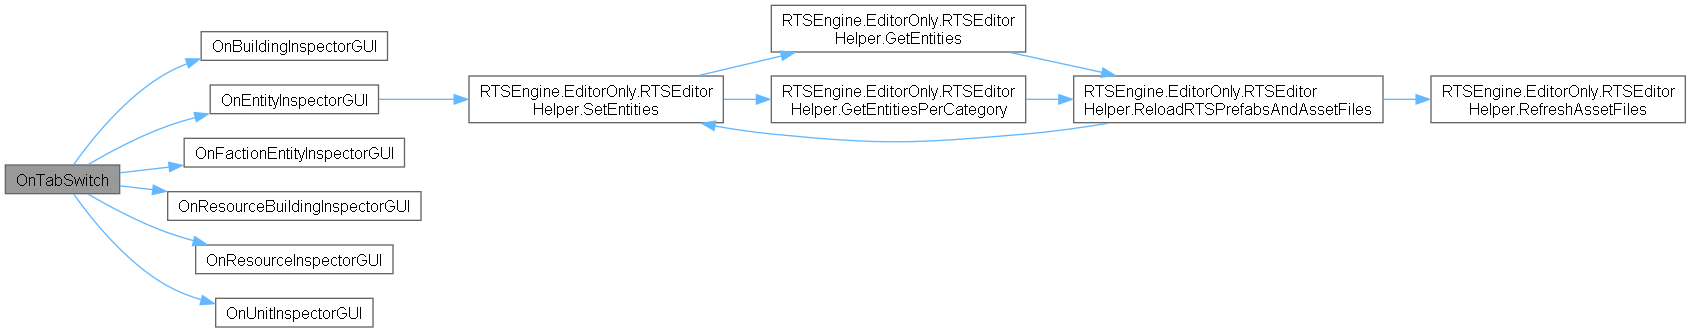 OnTabSwitch
OnBuildingInspectorGUI
OnEntityInspectorGUI
OnFactionEntityInspectorGUI
OnResourceBuildingInspectorGUI
OnResourceInspectorGUI
OnUnitInspectorGUI
RTSEngine.EditorOnly.RTSEditor
Helper.SetEntities
RTSEngine.EditorOnly.RTSEditor
Helper.GetEntities
RTSEngine.EditorOnly.RTSEditor
Helper.GetEntitiesPerCategory
RTSEngine.EditorOnly.RTSEditor
Helper.ReloadRTSPrefabsAndAssetFiles
RTSEngine.EditorOnly.RTSEditor
Helper.RefreshAssetFiles